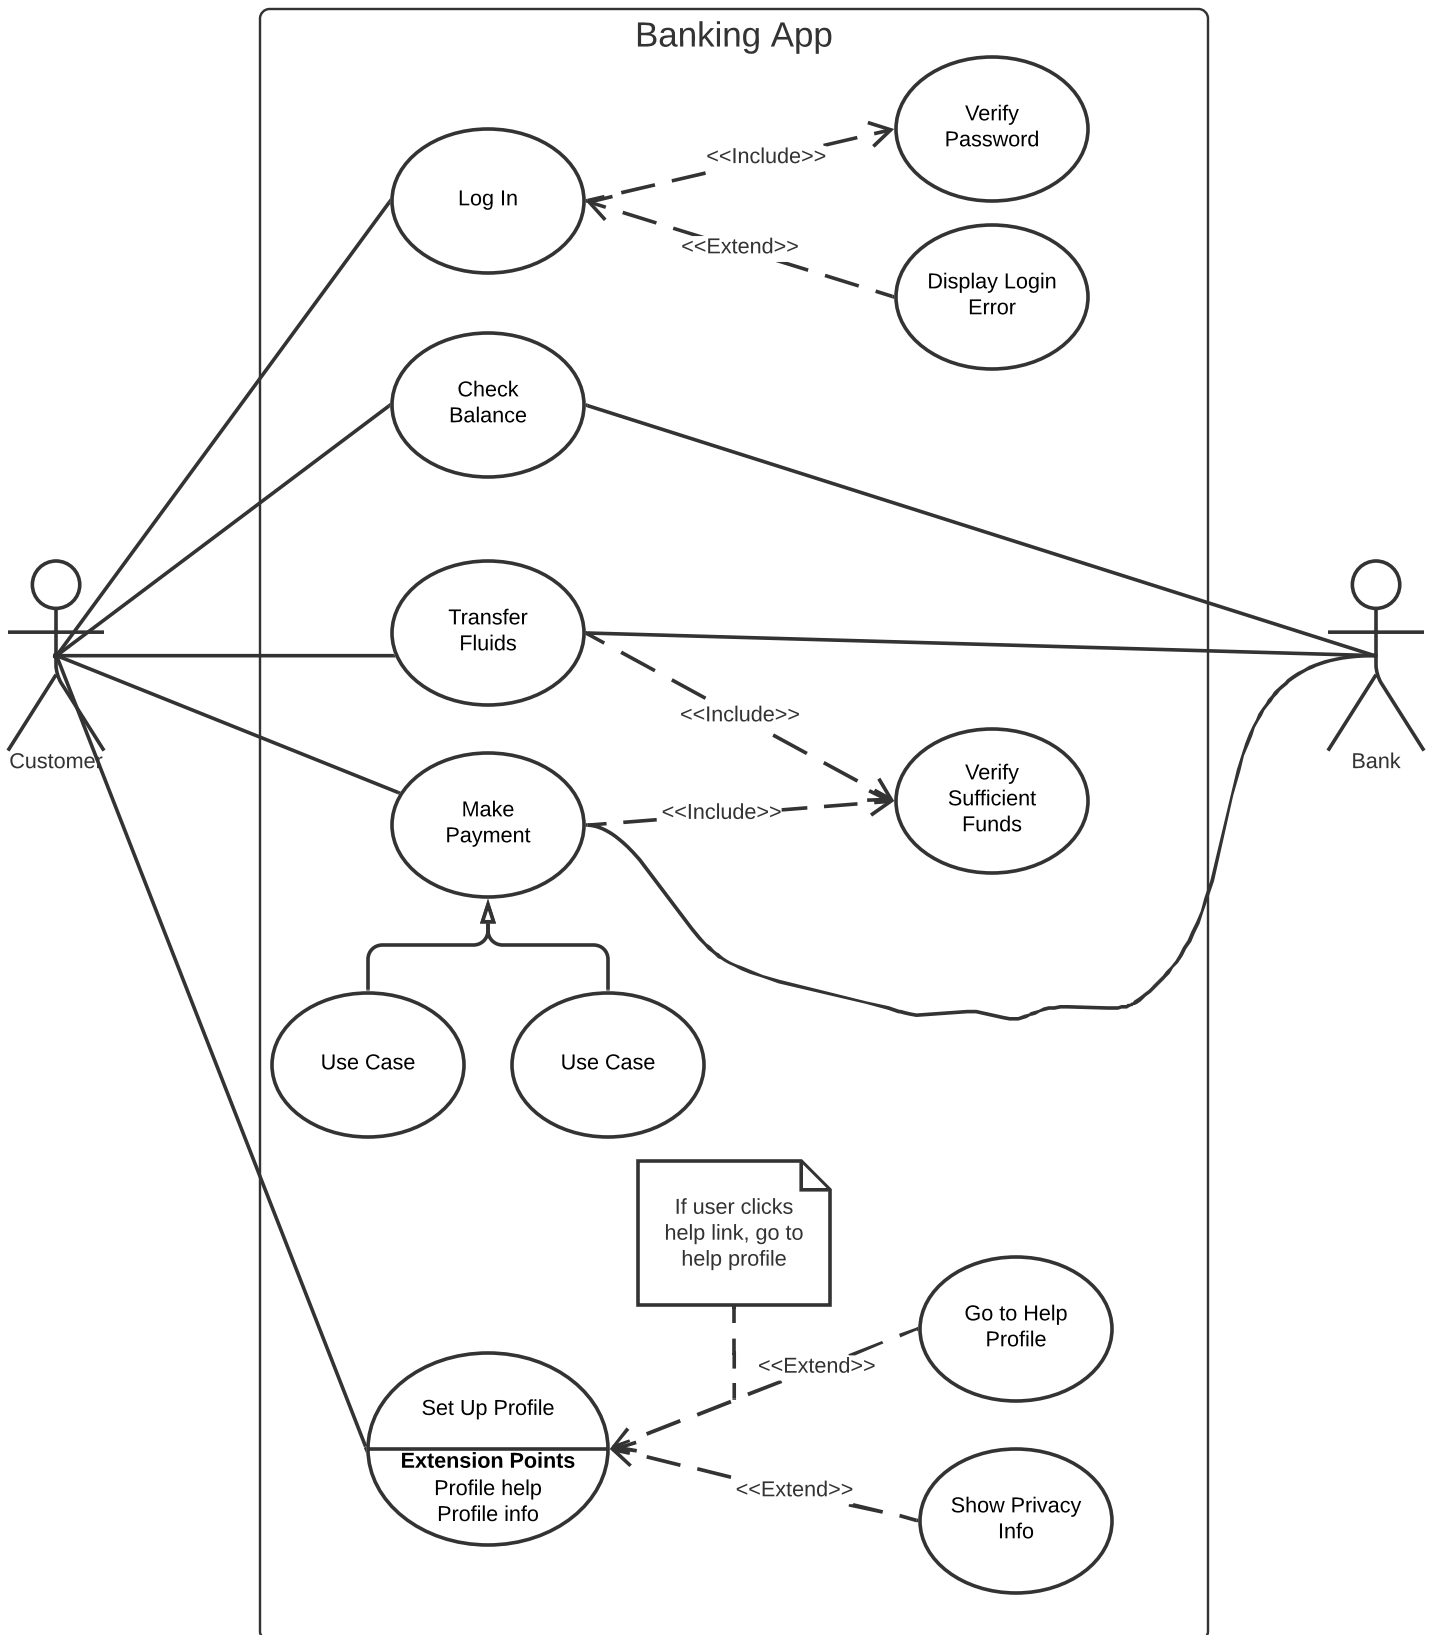 Banking App
Verify
Password
<<Include>>
Log In
<<Extend>>
Display Login
Error
Check
Balance
Transfer
Fluids
<<Include>>
Customer
Bank
Verify
Sufficient
Funds
<<Include>>
Make
Payment
Use Case
Use Case
If user clicks
help link, go to
help profile
Go to Help
Profile
<<Extend>>
Set Up Profile
Extension Points
Profile help
Profile info
<<Extend>>
Show Privacy
Info